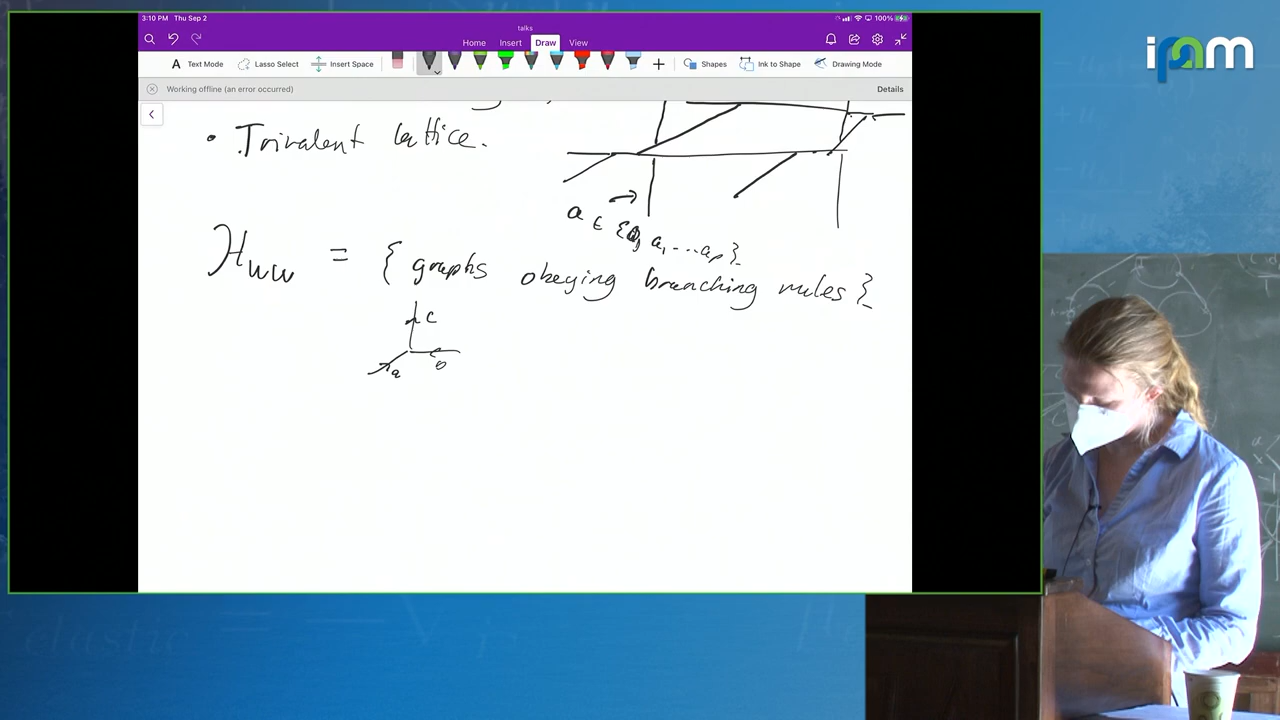 3:10 PM Thu Sep 2
100%
talks
Home Insert Draw View
Text Mode Lasso Select Insert Space Shapes Ink to Shape Drawing Mode
Working offline (an error occurred)
Details
• Trivalent lattice.
a ∈ {0, a₁ ... aₚ}
H_WW = { graphs obeying branching rules }
c
a b
ipam